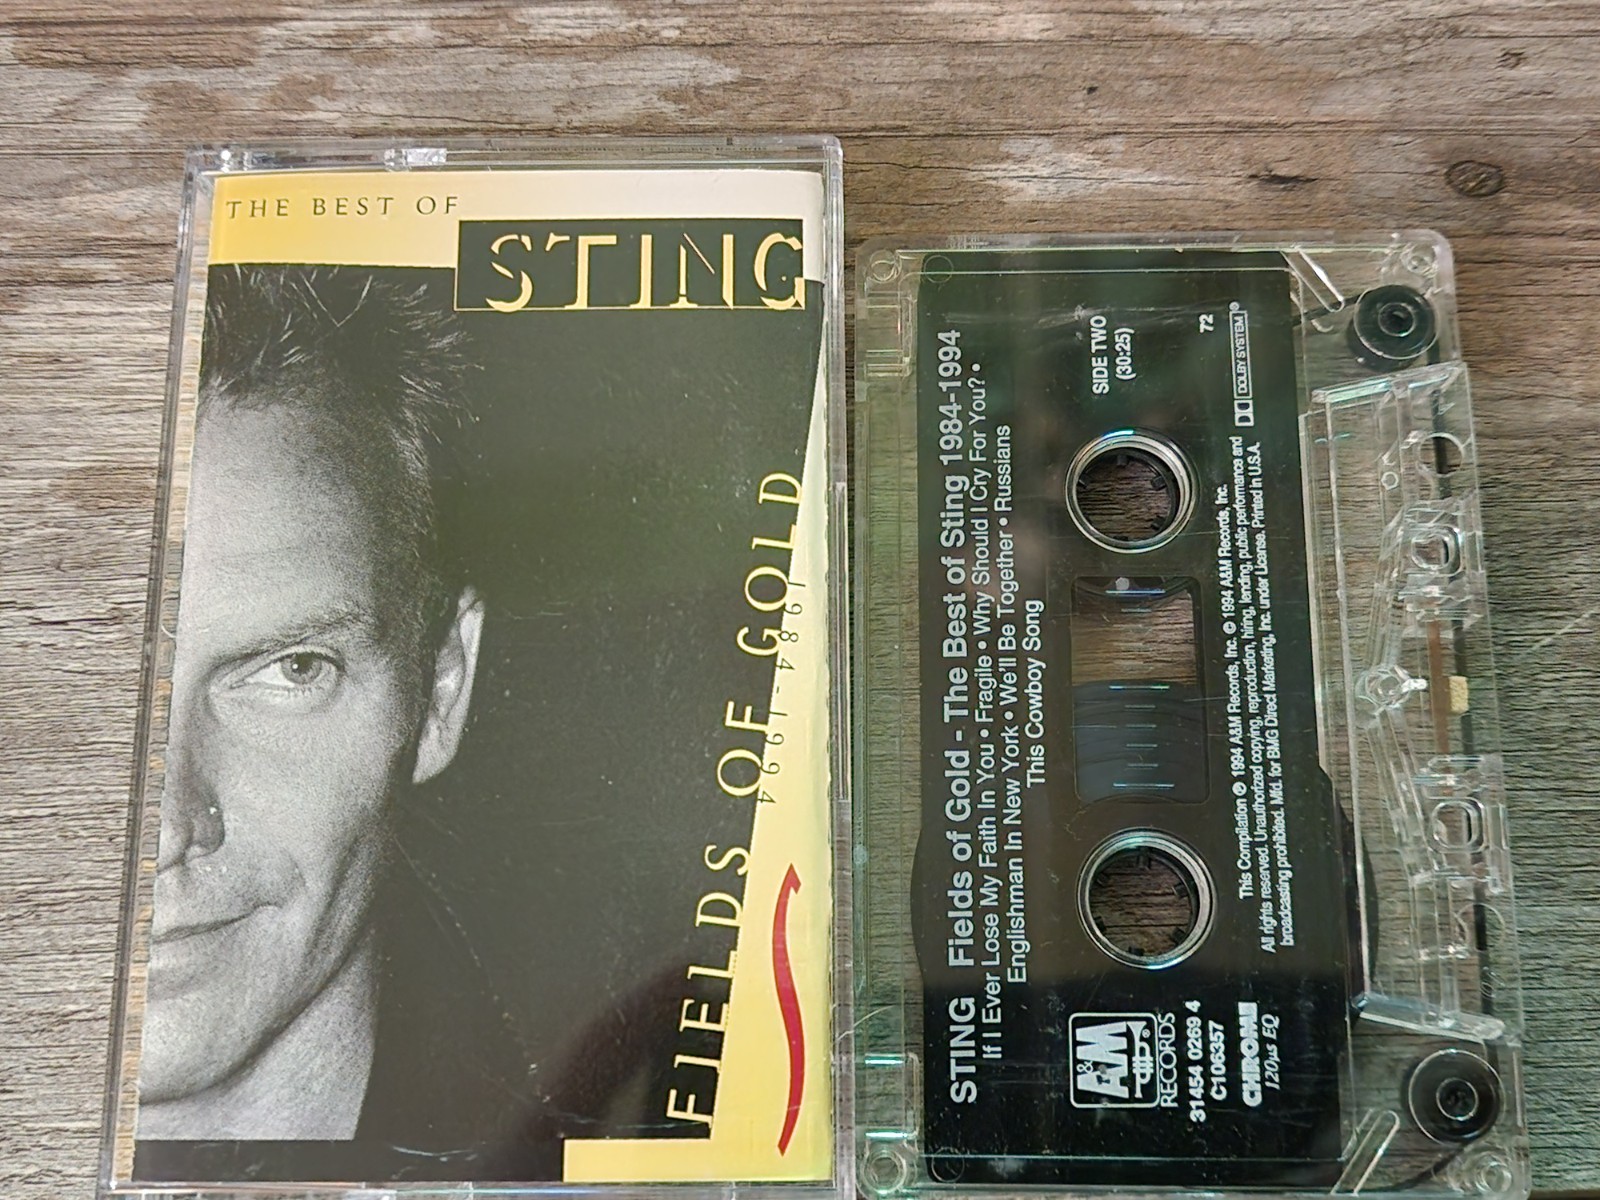 THE BEST OF
STING
FIELDS OF GOLD
1984-1994
STING Fields of Gold - The Best of Sting 1984-1994
If I Ever Lose My Faith In You • Fragile • Why Should I Cry For You? •
Englishman In New York • We'll Be Together • Russians
This Cowboy Song
SIDE TWO
(30:25)
72
DOLBY SYSTEM ®
A&M
RECORDS
31454 0269 4
C106357
CHROME
120µs EQ
This Compilation ℗ 1994 A&M Records, Inc. © 1994 A&M Records, Inc.
All rights reserved. Unauthorized copying, reproduction, hiring, lending, public performance and
broadcasting prohibited. Mfd. for BMG Direct Marketing, Inc. under License. Printed in U.S.A.